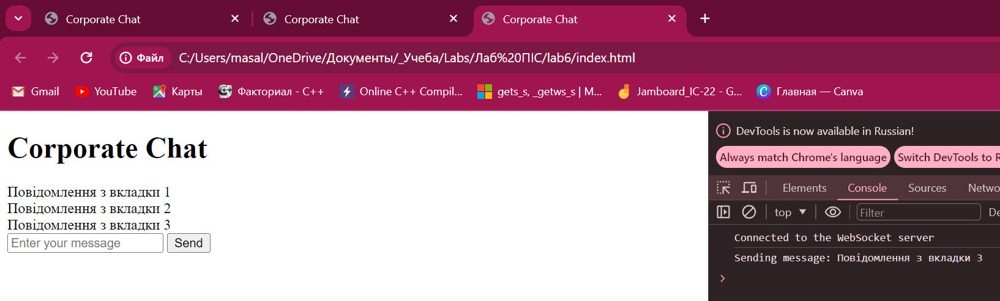 Corporate Chat
Corporate Chat
Corporate Chat
Файл C:/Users/masal/OneDrive/Документы/_Учеба/Labs/Лаб%20ПІС/lab6/index.html
Gmail YouTube Карты Факториал - C++ Online C++ Compil... gets_s, _getws_s | M... Jamboard_IC-22 - G... Главная — Canva
Corporate Chat
Повідомлення з вкладки 1
Повідомлення з вкладки 2
Повідомлення з вкладки 3
Enter your message Send
DevTools is now available in Russian!
Always match Chrome's language Switch DevTools to R
Elements Console Sources Netwo
top Filter De
Connected to the WebSocket server
Sending message: Повідомлення з вкладки 3